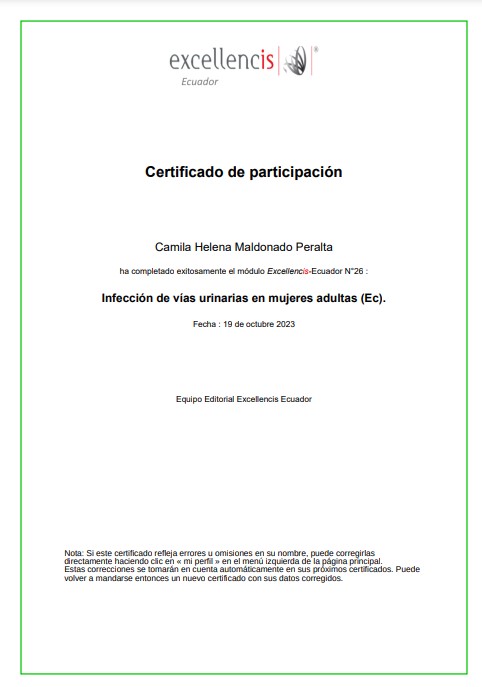 excellencis
Ecuador
Certificado de participación
Camila Helena Maldonado Peralta
ha completado exitosamente el módulo Excellencis-Ecuador N°26 :
Infección de vías urinarias en mujeres adultas (Ec).
Fecha : 19 de octubre 2023
Equipo Editorial Excellencis Ecuador
Nota: Si este certificado refleja errores u omisiones en su nombre, puede corregirlas
directamente haciendo clic en « mi perfil » en el menú izquierda de la página principal.
Estas correcciones se tomarán en cuenta automáticamente en sus próximos certificados. Puede
volver a mandarse entonces un nuevo certificado con sus datos corregidos.